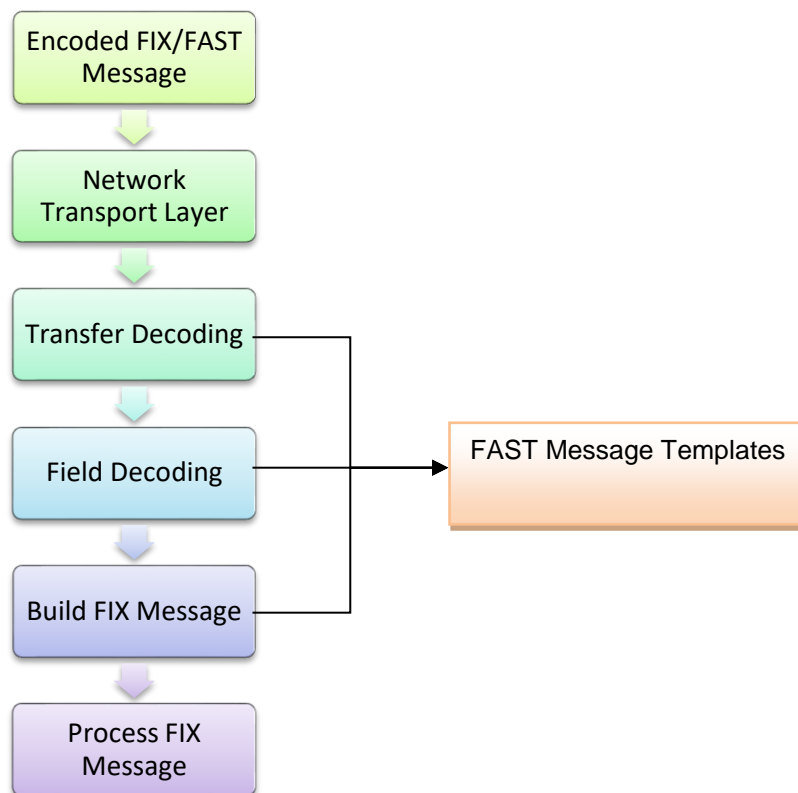 Encoded FIX/FAST
Message
Network
Transport Layer
Transfer Decoding
Field Decoding
FAST Message Templates
Build FIX Message
Process FIX
Message